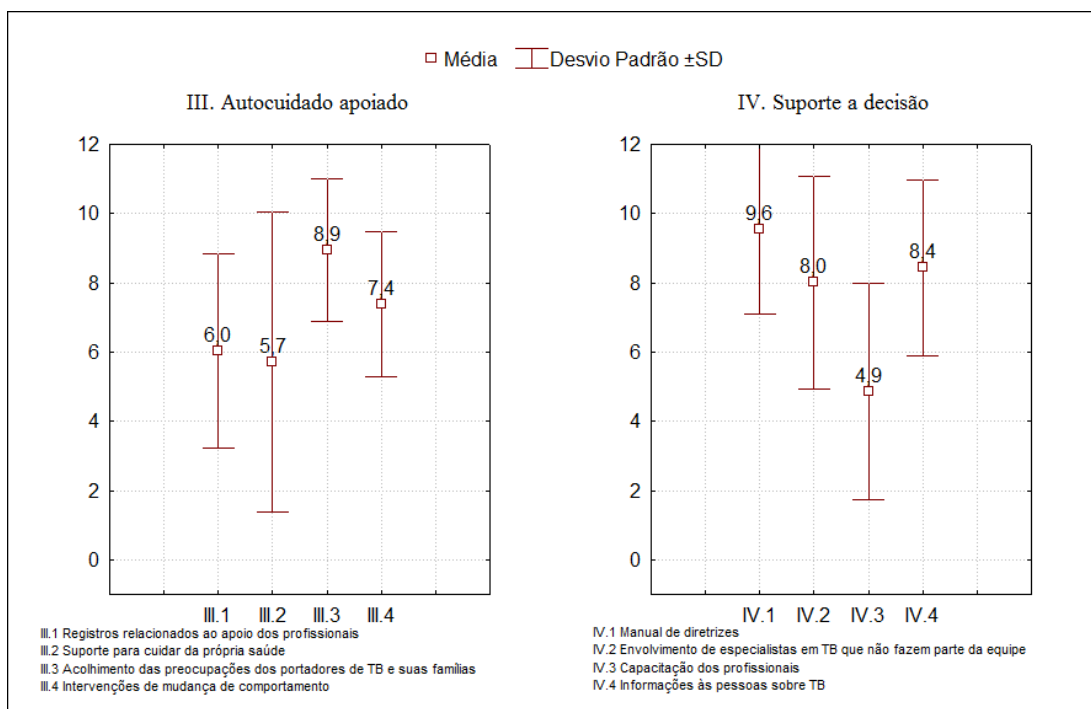 Média Desvio Padrão ±SD
III. Autocuidado apoiado
12
10
8
6
4
2
0
6,0
5,7
8,9
7,4
III.1 III.2 III.3 III.4
III.1 Registros relacionados ao apoio dos profissionais
III.2 Suporte para cuidar da própria saúde
III.3 Acolhimento das preocupações dos portadores de TB e suas famílias
III.4 Intervenções de mudança de comportamento
IV. Suporte a decisão
12
10
8
6
4
2
0
9,6
8,0
4,9
8,4
IV.1 IV.2 IV.3 IV.4
IV.1 Manual de diretrizes
IV.2 Envolvimento de especialistas em TB que não fazem parte da equipe
IV.3 Capacitação dos profissionais
IV.4 Informações às pessoas sobre TB